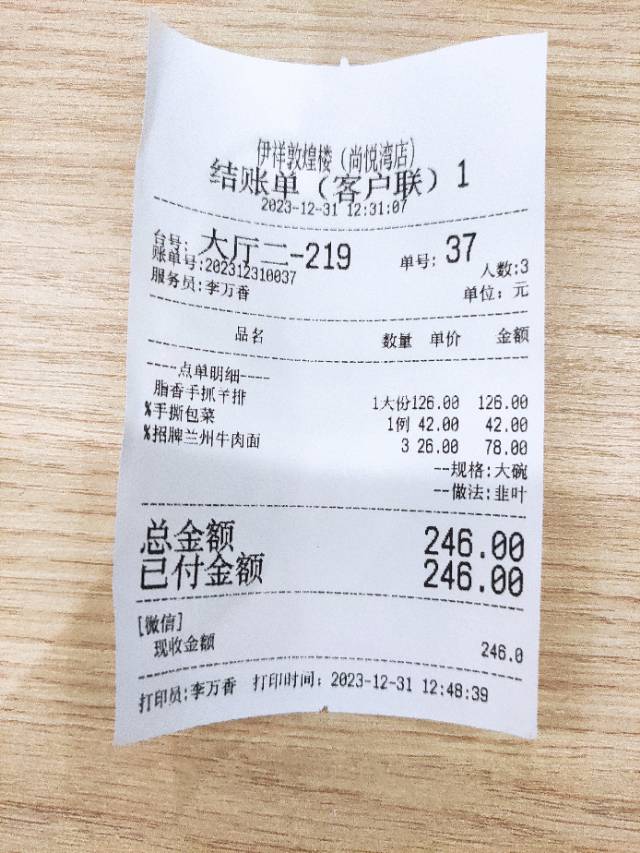 伊祥敦煌楼（尚悦湾店）
结账单（客户联）1
2023-12-31 12:31:07
台号: 大厅二-219 单号: 37
账单号:202312310037 人数:3
服务员:李万香 单位: 元
品名 数量 单价 金额
----点单明细----
脂香手抓羊排 1大份126.00 126.00
%手撕包菜 1例 42.00 42.00
%招牌兰州牛肉面 3 26.00 78.00
--规格:大碗
--做法:韭叶
总金额 246.00
已付金额 246.00
[微信]
现收金额 246.0
打印员:李万香 打印时间: 2023-12-31 12:48:39